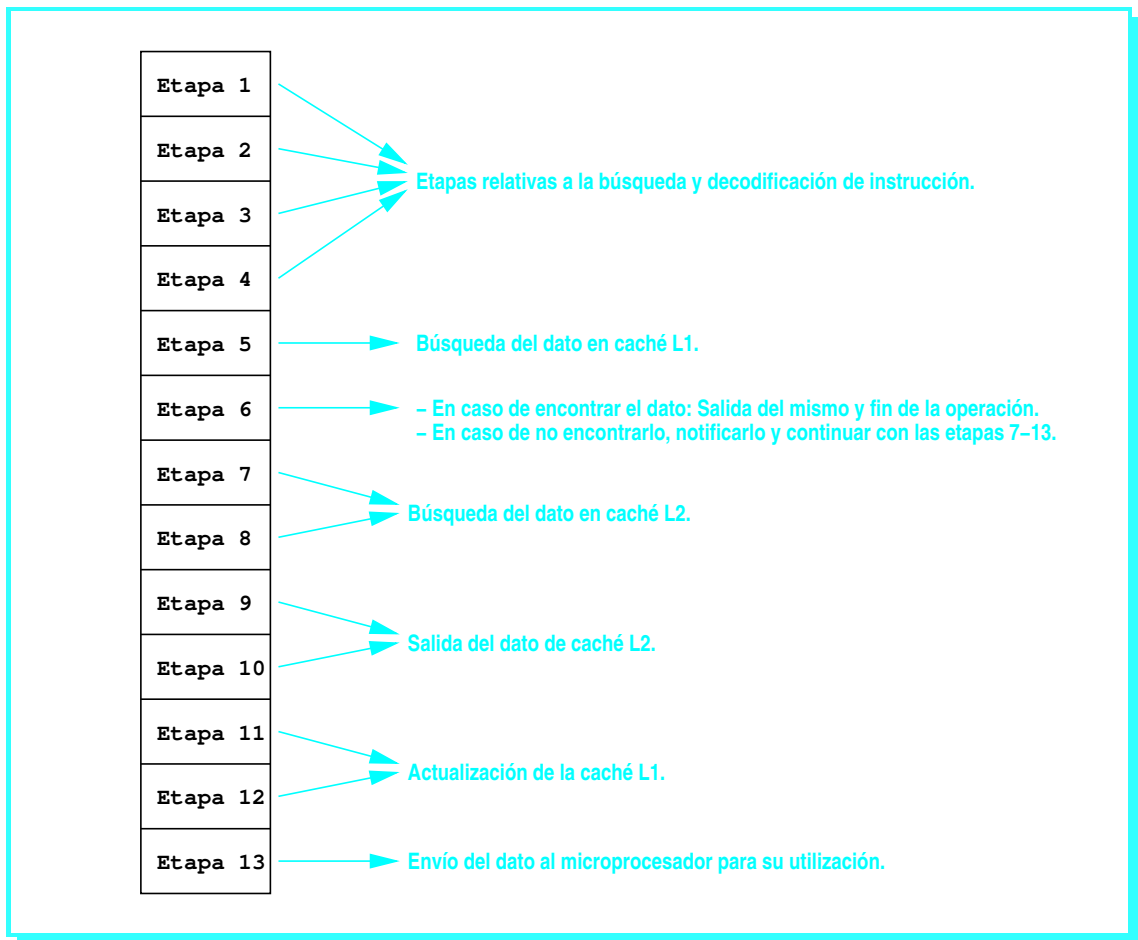 Etapa 1
Etapa 2
Etapas relativas a la búsqueda y decodificación de instrucción.
Etapa 3
Etapa 4
Etapa 5
Búsqueda del dato en caché L1.
Etapa 6
− En caso de encontrar el dato: Salida del mismo y fin de la operación.
− En caso de no encontrarlo, notificarlo y continuar con las etapas 7−13.
Etapa 7
Búsqueda del dato en caché L2.
Etapa 8
Etapa 9
Salida del dato de caché L2.
Etapa 10
Etapa 11
Actualización de la caché L1.
Etapa 12
Etapa 13
Envío del dato al microprocesador para su utilización.